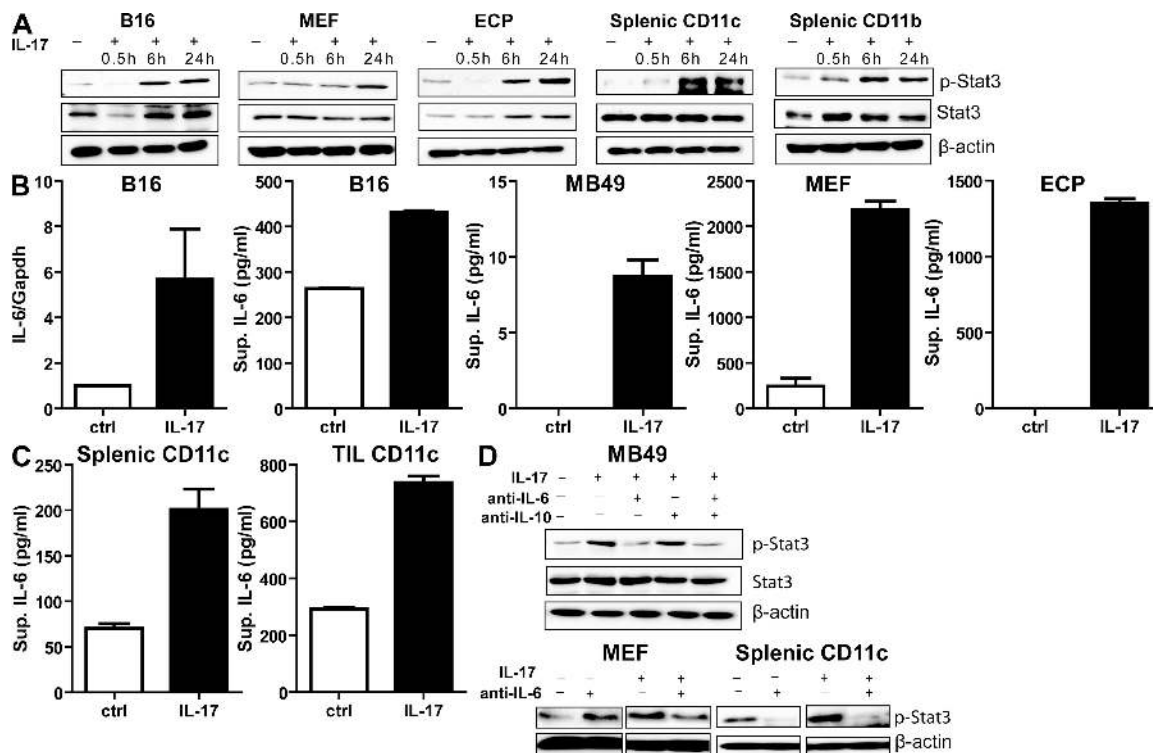 A
B16 MEF ECP Splenic CD11c Splenic CD11b
IL-17 – + + + – + + + – + + + – + + + – + + +
0.5h 6h 24h 0.5h 6h 24h 0.5h 6h 24h 0.5h 6h 24h 0.5h 6h 24h
p-Stat3
Stat3
β-actin
B
B16
IL-6/Gapdh
10
8
6
4
2
0
ctrl IL-17
B16
Sup. IL-6 (pg/ml)
500
400
300
200
100
0
ctrl IL-17
MB49
Sup. IL-6 (pg/ml)
15
10
5
0
ctrl IL-17
MEF
Sup. IL-6 (pg/ml)
2500
2000
1500
1000
500
0
ctrl IL-17
ECP
Sup. IL-6 (pg/ml)
1500
1000
500
0
ctrl IL-17
C
Splenic CD11c
Sup. IL-6 (pg/ml)
250
200
150
100
50
0
ctrl IL-17
TIL CD11c
Sup. IL-6 (pg/ml)
800
600
400
200
0
ctrl IL-17
D
MB49
IL-17 – + + + +
anti-IL-6 – – + – +
anti-IL-10 – – – + +
p-Stat3
Stat3
β-actin
MEF Splenic CD11c
IL-17 – – + + – – + +
anti-IL-6 – + – + – + – +
p-Stat3
β-actin